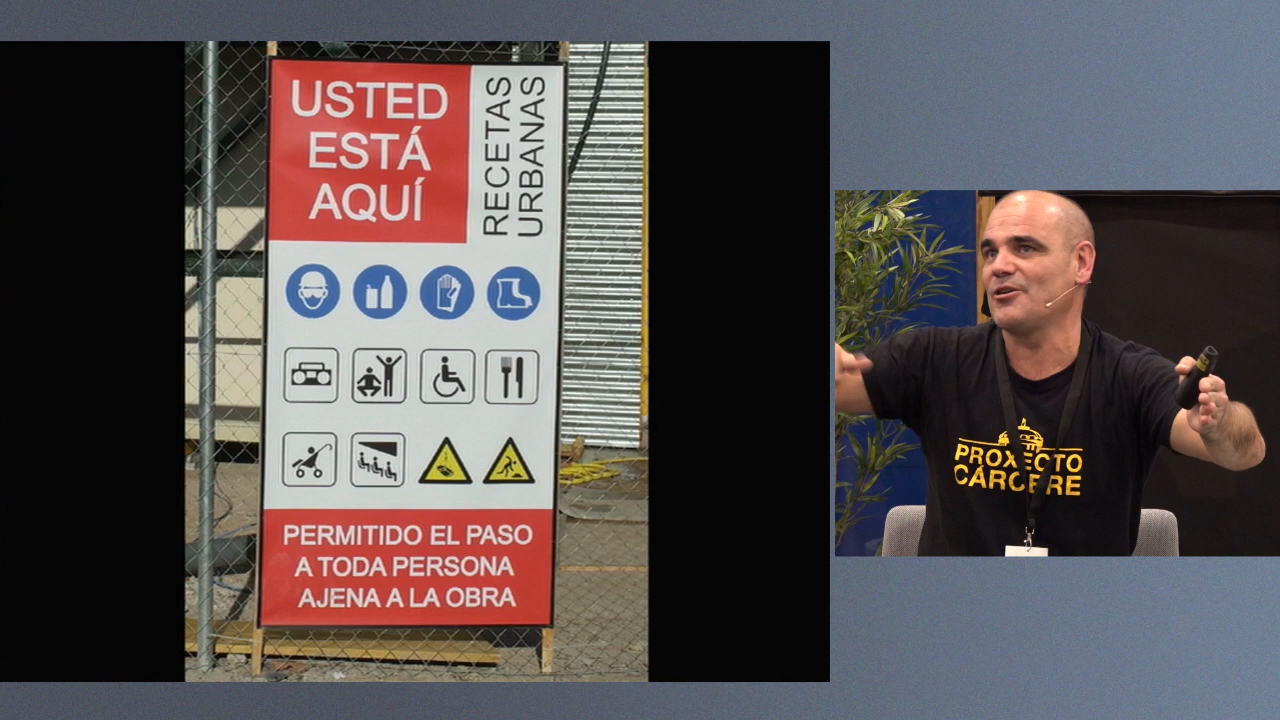 USTED
ESTÁ
AQUÍ
RECETAS
URBANAS
PERMITIDO EL PASO
A TODA PERSONA
AJENA A LA OBRA
PROXECTO
CÁRCERE